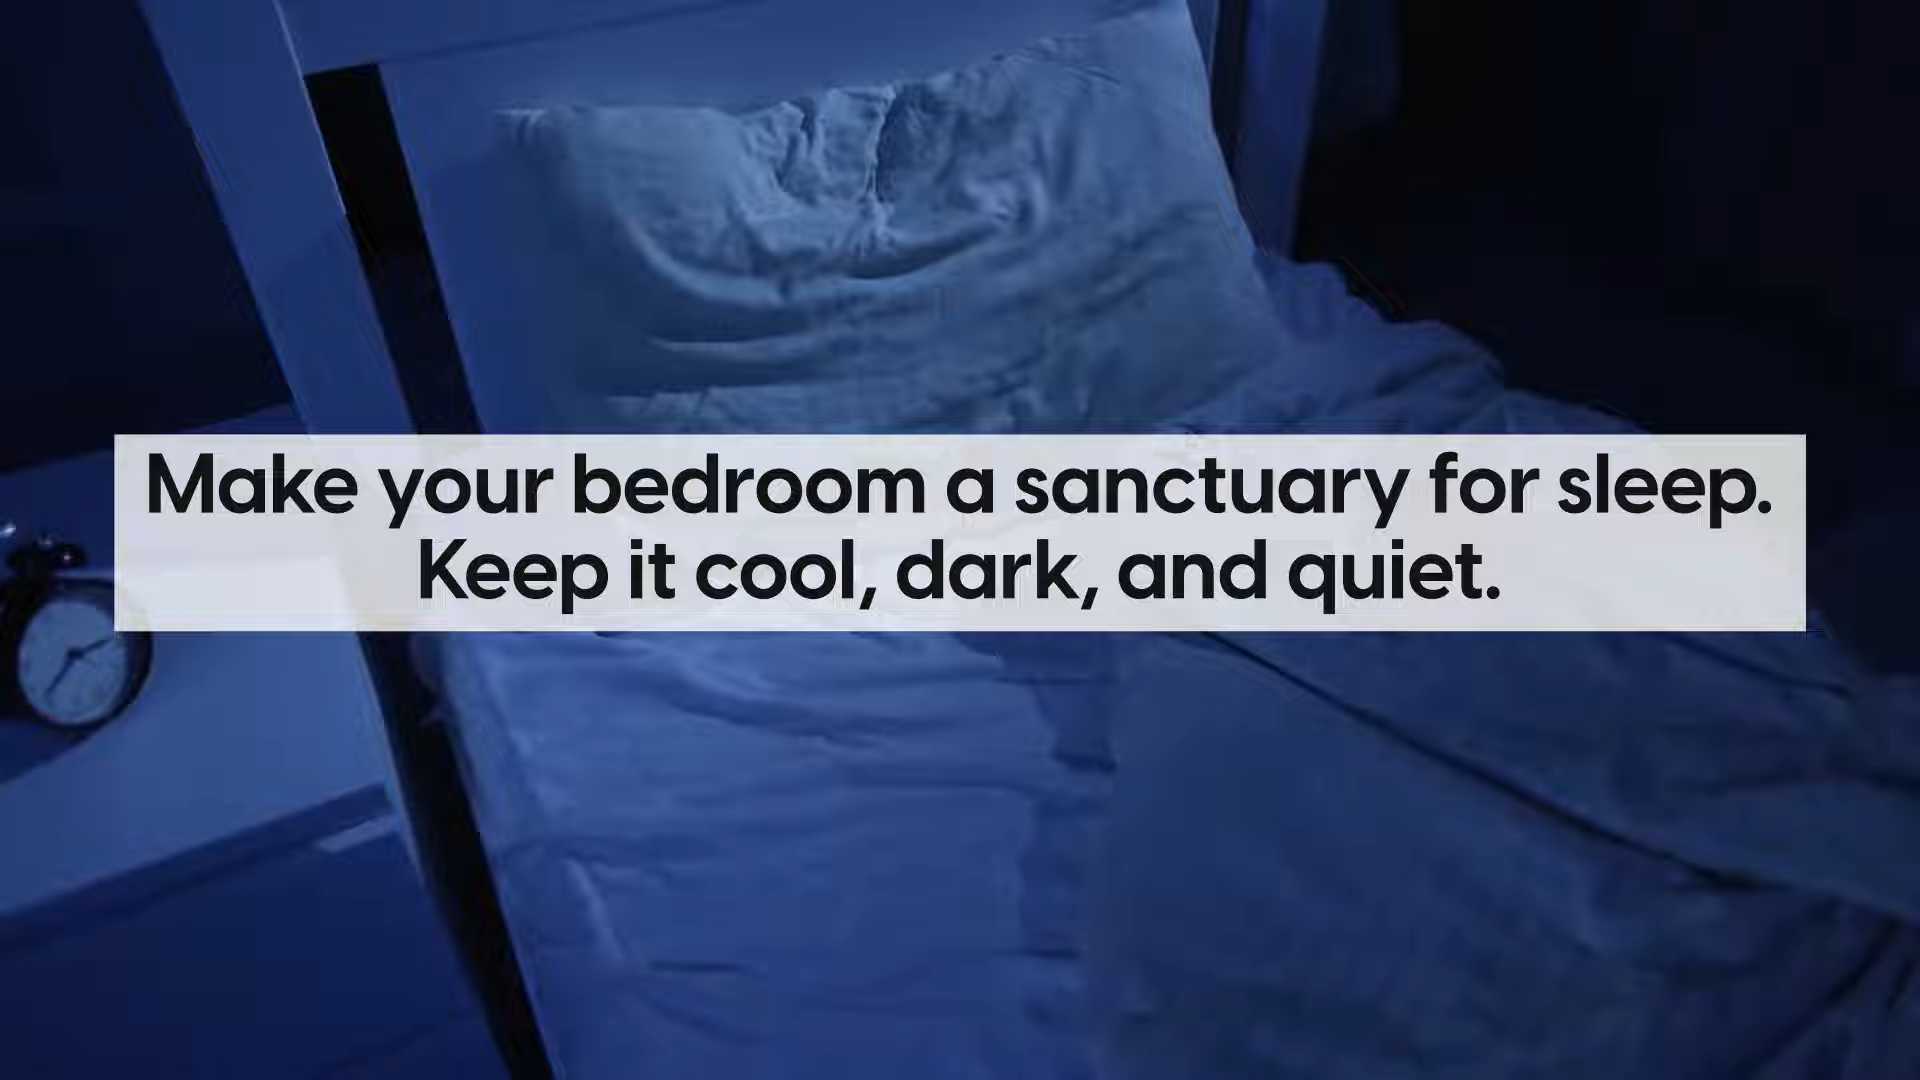 Make your bedroom a sanctuary for sleep.
Keep it cool, dark, and quiet.